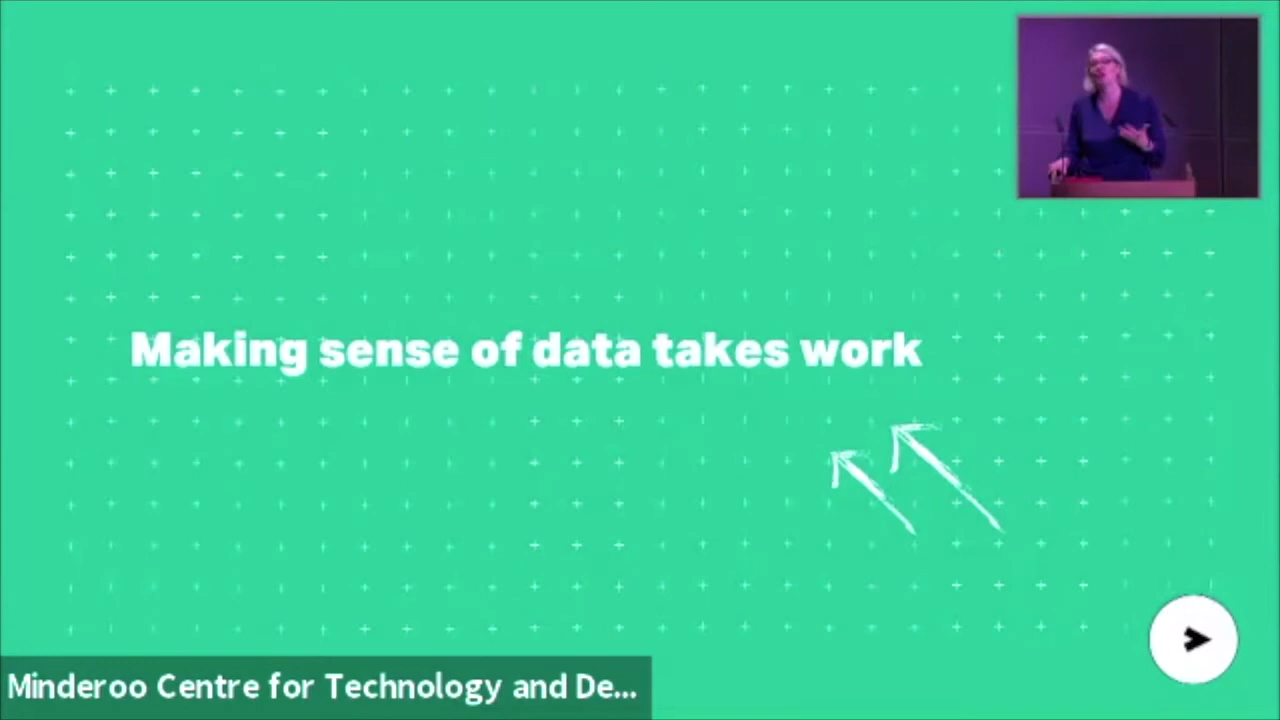 Making sense of data takes work
Minderoo Centre for Technology and De...